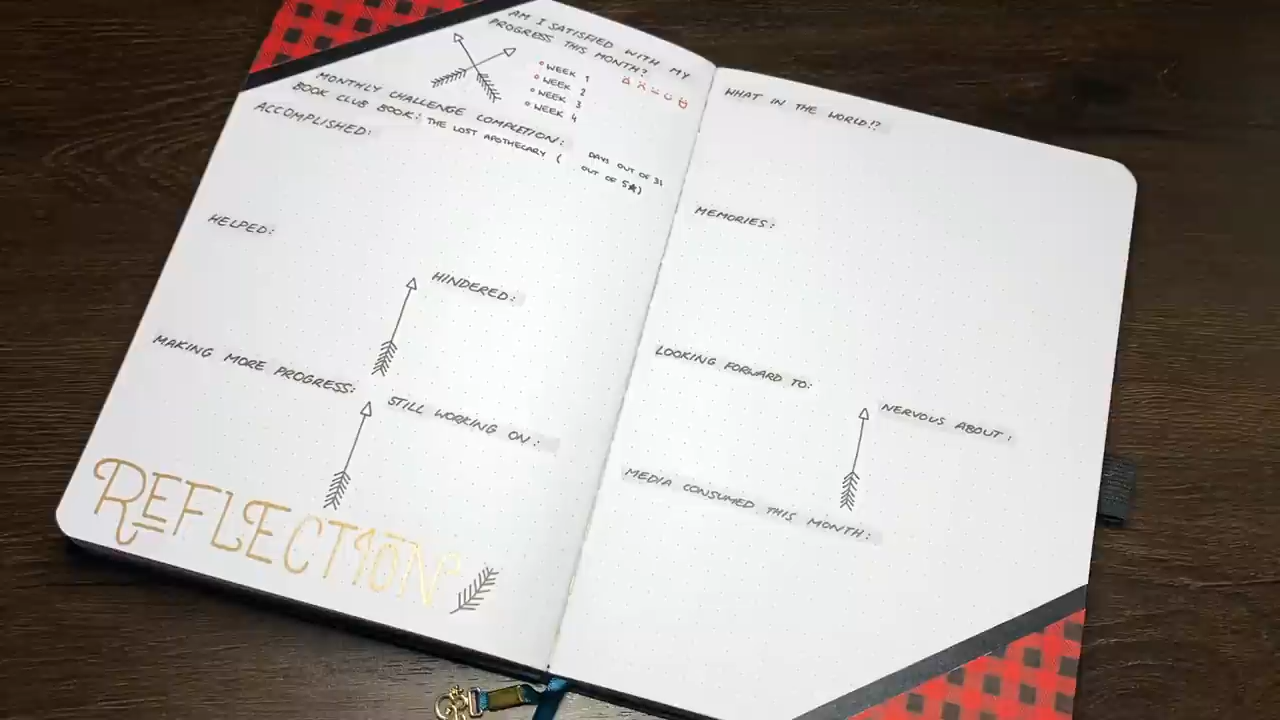 AM I SATISFIED WITH MY
PROGRESS THIS MONTH?
WEEK 1
WEEK 2
WEEK 3
WEEK 4
MONTHLY CHALLENGE COMPLETION: DAYS OUT OF 31
BOOK CLUB BOOK: THE LOST APOTHECARY ( OUT OF 5★)
ACCOMPLISHED:
HELPED:
HINDERED:
MAKING MORE PROGRESS:
STILL WORKING ON:
REFLECTION
WHAT IN THE WORLD!?
MEMORIES:
LOOKING FORWARD TO:
NERVOUS ABOUT:
MEDIA CONSUMED THIS MONTH: